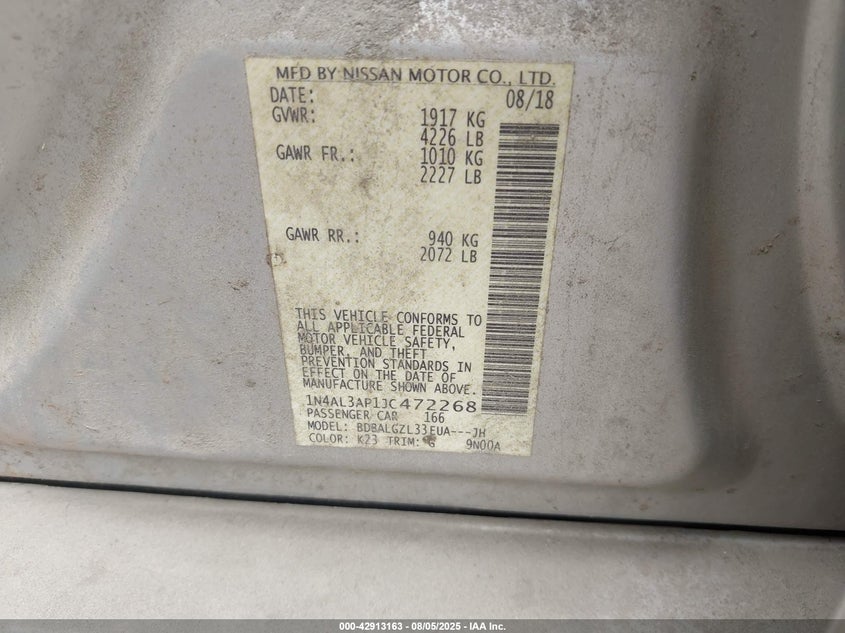 MFD BY NISSAN MOTOR CO., LTD.
DATE: 08/18
GVWR: 1917 KG
4226 LB
GAWR FR.: 1010 KG
2227 LB
GAWR RR.: 940 KG
2072 LB
THIS VEHICLE CONFORMS TO
ALL APPLICABLE FEDERAL
MOTOR VEHICLE SAFETY,
BUMPER, AND THEFT
PREVENTION STANDARDS IN
EFFECT ON THE DATE OF
MANUFACTURE SHOWN ABOVE.
1N4AL3AP1JC472268
PASSENGER CAR 166
MODEL: BDBALGZL33EUA---JH
COLOR: K23 TRIM: G 9N00A
000-42913163 - 08/05/2025 - IAA Inc.